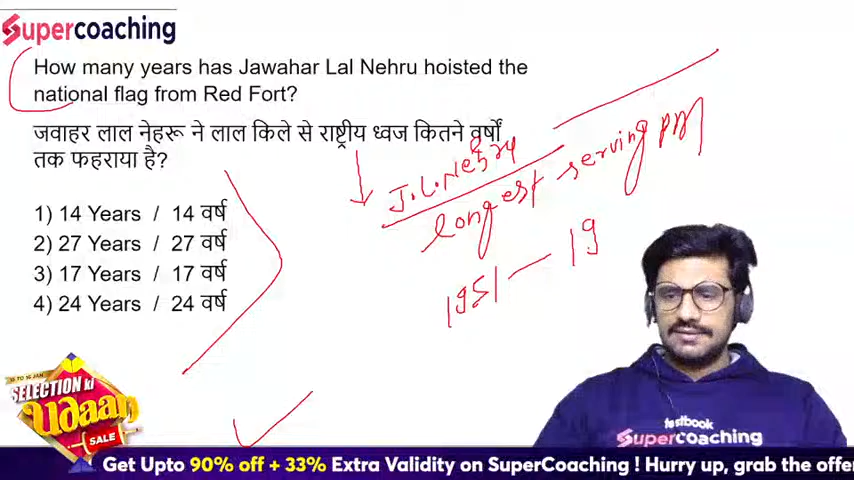 Supercoaching
How many years has Jawahar Lal Nehru hoisted the
national flag from Red Fort?
जवाहर लाल नेहरू ने लाल किले से राष्ट्रीय ध्वज कितने वर्षों
तक फहराया है?
1) 14 Years / 14 वर्ष
2) 27 Years / 27 वर्ष
3) 17 Years / 17 वर्ष
4) 24 Years / 24 वर्ष
J.L.Nehru
longest serving PM
1951 — 19
SELECTION ki
Udaan
SALE
testbook
Supercoaching
Get Upto 90% off + 33% Extra Validity on SuperCoaching ! Hurry up, grab the offe